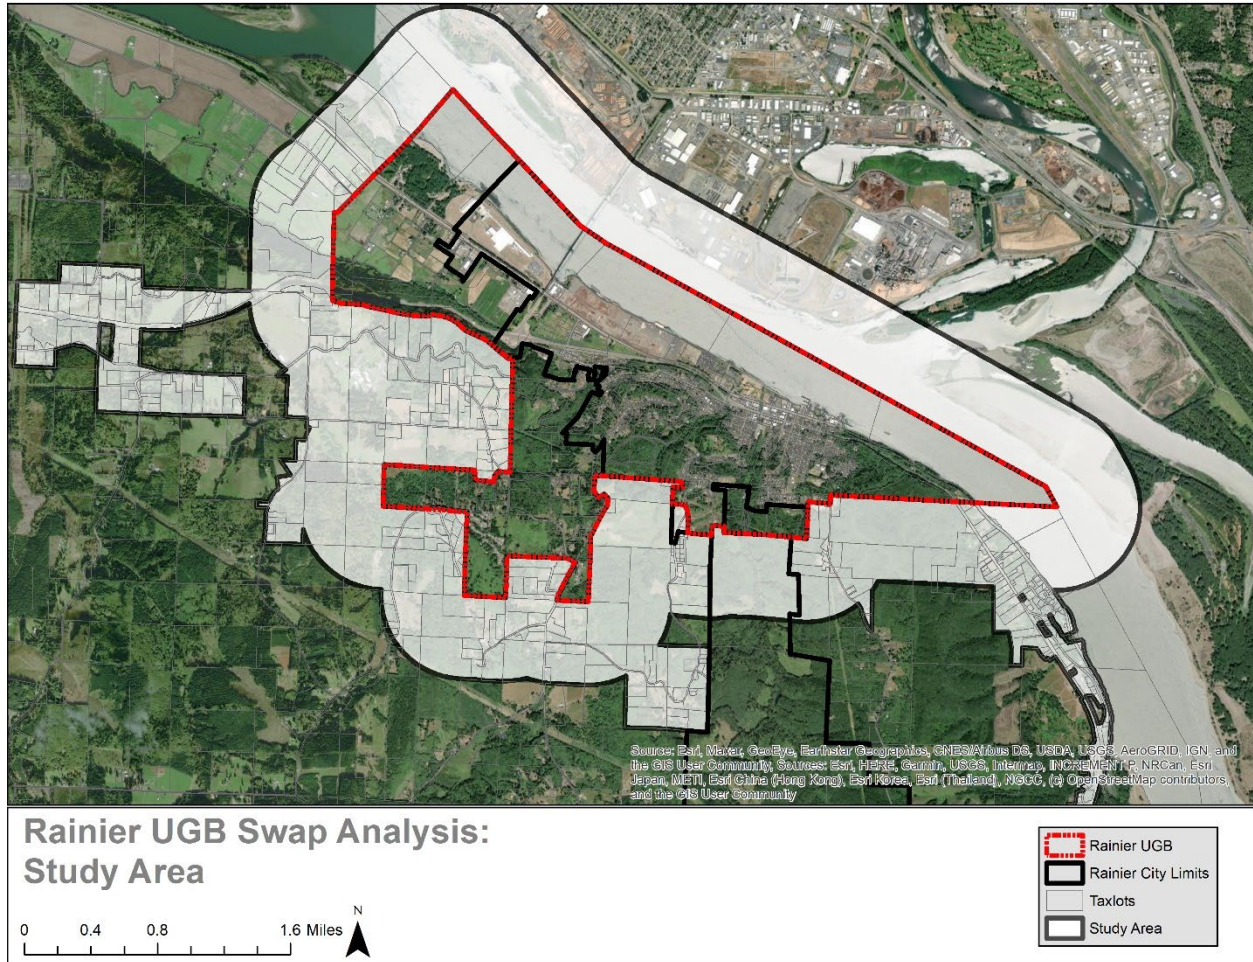 Source: Esri, Maxar, GeoEye, Earthstar Geographics, CNES/Airbus DS, USDA, USGS, AeroGRID, IGN, and
the GIS User Community, Sources: Esri, HERE, Garmin, USGS, Intermap, INCREMENT P, NRCan, Esri
Japan, METI, Esri China (Hong Kong), Esri Korea, Esri (Thailand), NGCC, (c) OpenStreetMap contributors,
and the GIS User Community
Rainier UGB Swap Analysis:
Study Area
N
0 0.4 0.8 1.6 Miles
Rainier UGB
Rainier City Limits
Taxlots
Study Area